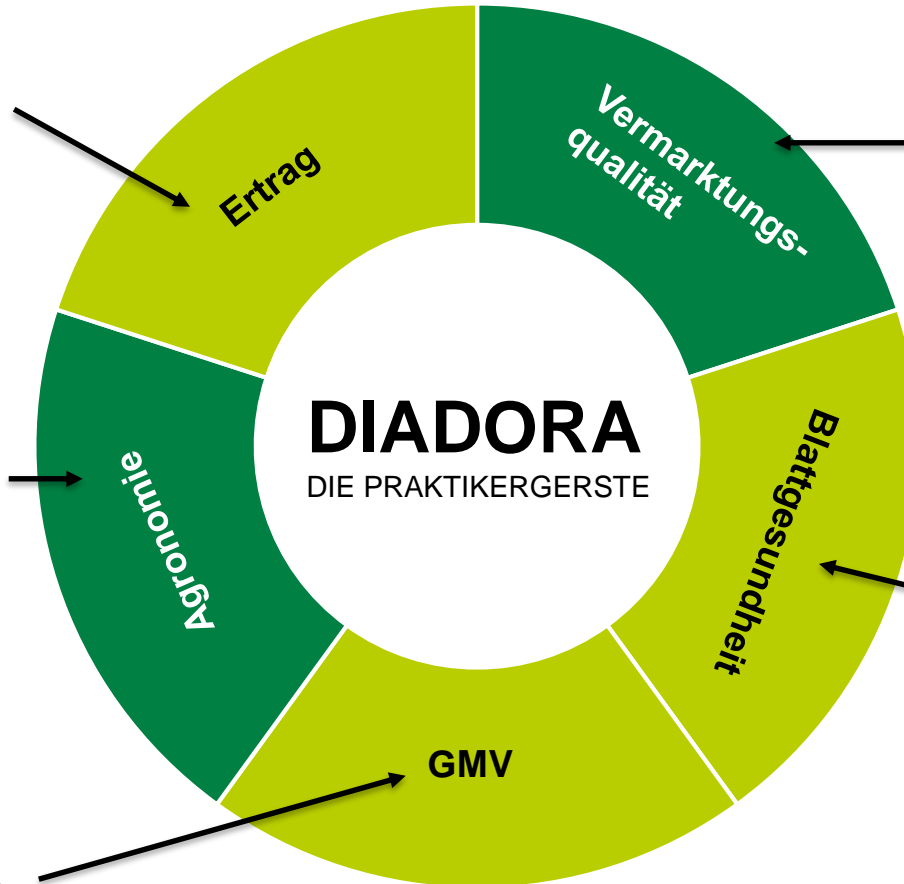 Ertrag
Vermarktungs-
qualität
DIADORA
DIE PRAKTIKERGERSTE
Agronomie
Blattgesundheit
GMV